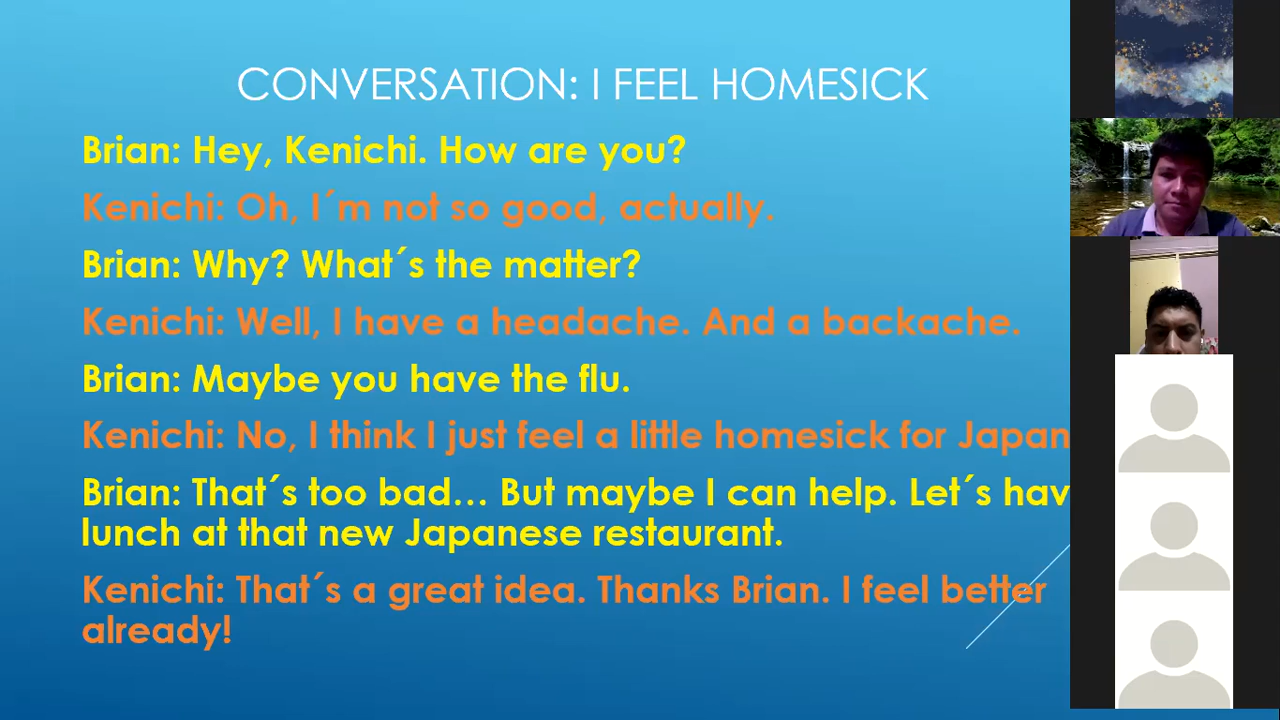 CONVERSATION: I FEEL HOMESICK
Brian: Hey, Kenichi. How are you?
Kenichi: Oh, I´m not so good, actually.
Brian: Why? What´s the matter?
Kenichi: Well, I have a headache. And a backache.
Brian: Maybe you have the flu.
Kenichi: No, I think I just feel a little homesick for Japan
Brian: That´s too bad… But maybe I can help. Let´s hav
lunch at that new Japanese restaurant.
Kenichi: That´s a great idea. Thanks Brian. I feel better
already!